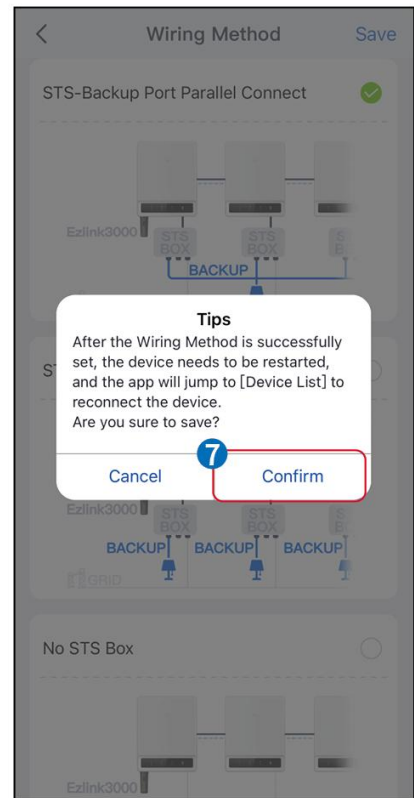 Wiring Method
Save
STS-Backup Port Parallel Connect
Ezlink3000
STS BOX
STS BOX
S
B
BACKUP
Tips
After the Wiring Method is successfully
set, the device needs to be restarted,
and the app will jump to [Device List] to
reconnect the device.
Are you sure to save?
S
7
Cancel
Confirm
Ezlink3000
STS BOX
STS BOX
S
B
BACKUP
BACKUP
BACKUP
GRID
No STS Box
Ezlink3000